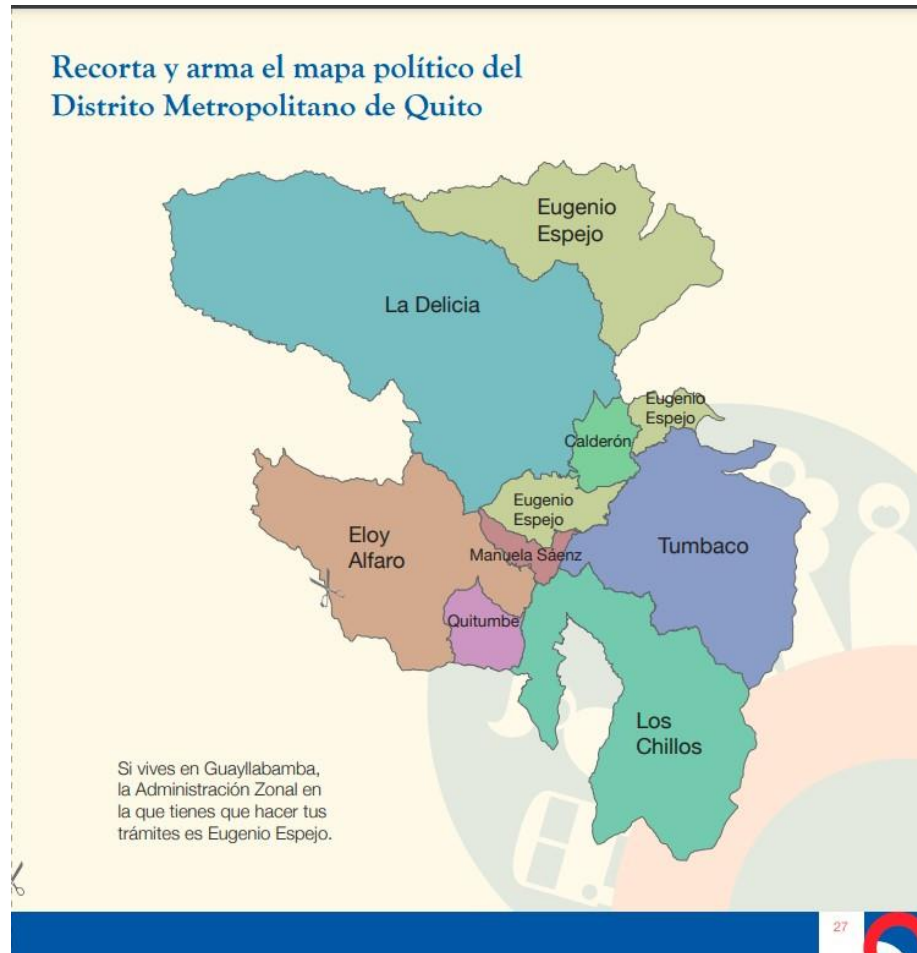 Recorta y arma el mapa político del
Distrito Metropolitano de Quito
Eugenio
Espejo
La Delicia
Eugenio
Espejo
Calderón
Eugenio
Espejo
Eloy
Alfaro
Manuela Sáenz
Tumbaco
Quitumbe
Los
Chillos
Si vives en Guayllabamba,
la Administración Zonal en
la que tienes que hacer tus
trámites es Eugenio Espejo.
27